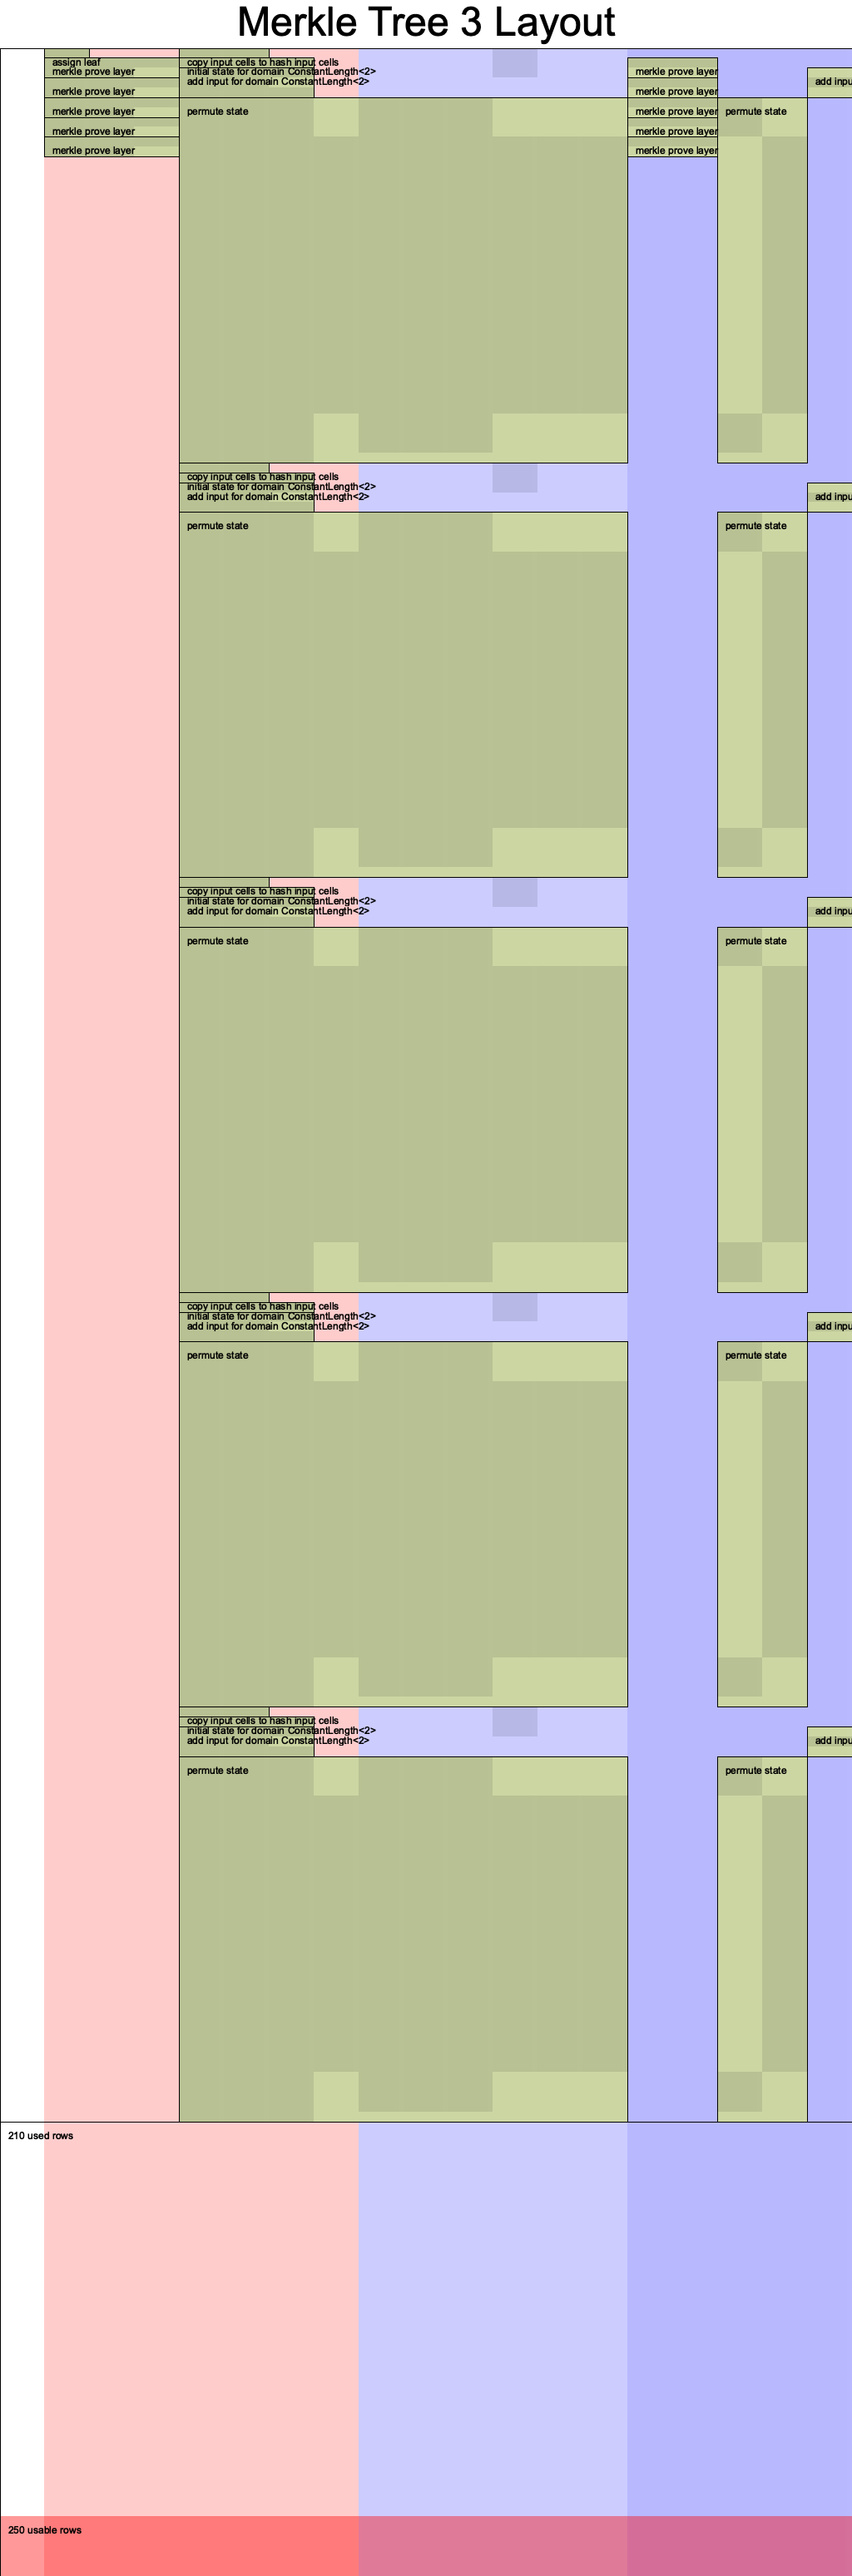 Merkle Tree 3 Layout
assign leaf
copy input cells to hash input cells
merkle prove layer
initial state for domain ConstantLength<2>
merkle prove layer
add input for domain ConstantLength<2>
add inpu
merkle prove layer
merkle prove layer
merkle prove layer
permute state
merkle prove layer
permute state
merkle prove layer
merkle prove layer
merkle prove layer
merkle prove layer
copy input cells to hash input cells
initial state for domain ConstantLength<2>
add input for domain ConstantLength<2>
add inpu
permute state
permute state
copy input cells to hash input cells
initial state for domain ConstantLength<2>
add input for domain ConstantLength<2>
add inpu
permute state
permute state
copy input cells to hash input cells
initial state for domain ConstantLength<2>
add input for domain ConstantLength<2>
add inpu
permute state
permute state
copy input cells to hash input cells
initial state for domain ConstantLength<2>
add input for domain ConstantLength<2>
add inpu
permute state
permute state
210 used rows
250 usable rows